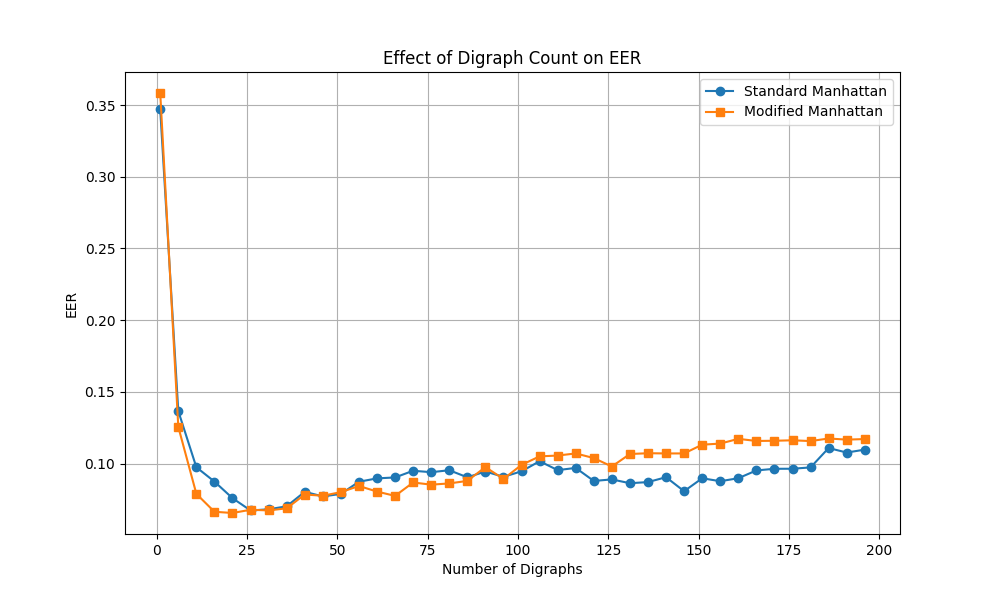 Effect of Digraph Count on EER
Standard Manhattan
Modified Manhattan
0.35
0.30
0.25
0.20
0.15
0.10
EER
0 25 50 75 100 125 150 175 200
Number of Digraphs